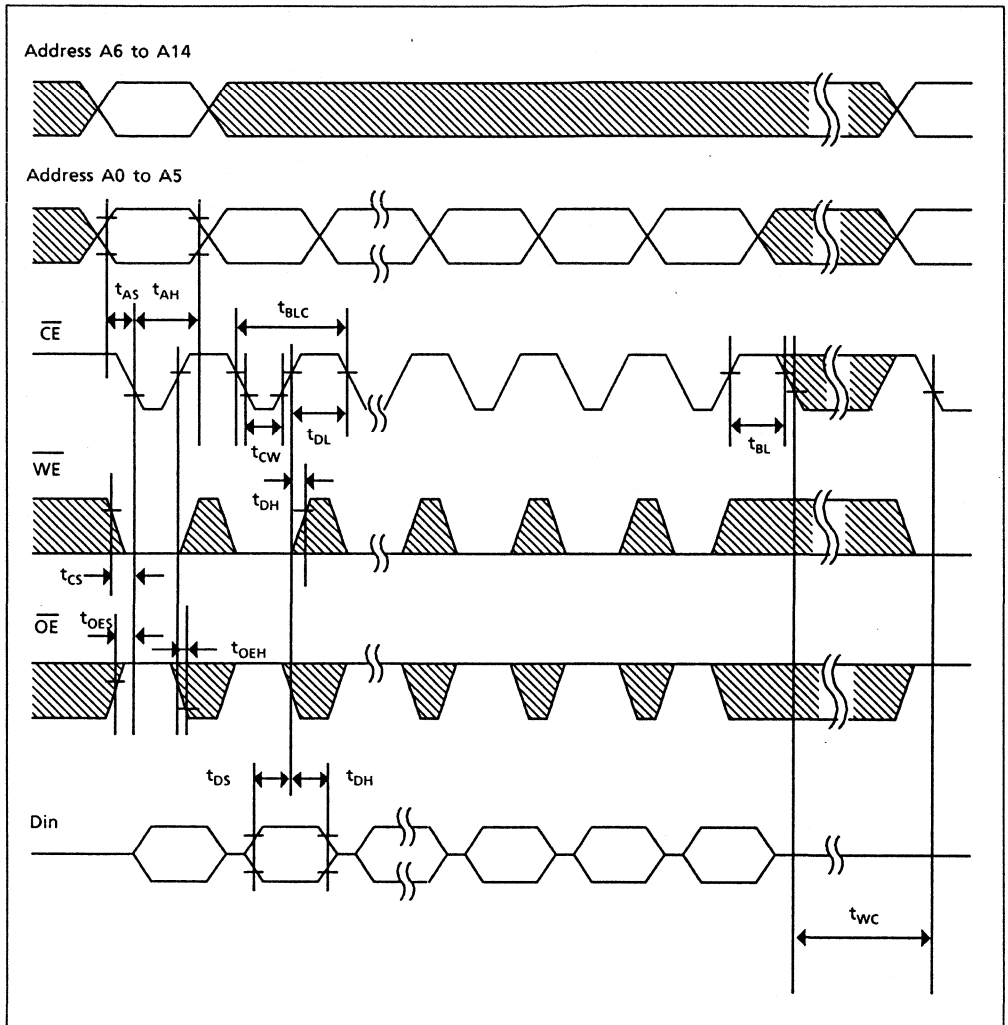 Address A6 to A14
Address A0 to A5
tAS tAH tBLC
CE
tDL
tCW tBL
WE
tDH
tCS
OE tOES
tOEH
tDS tDH
Din
tWC